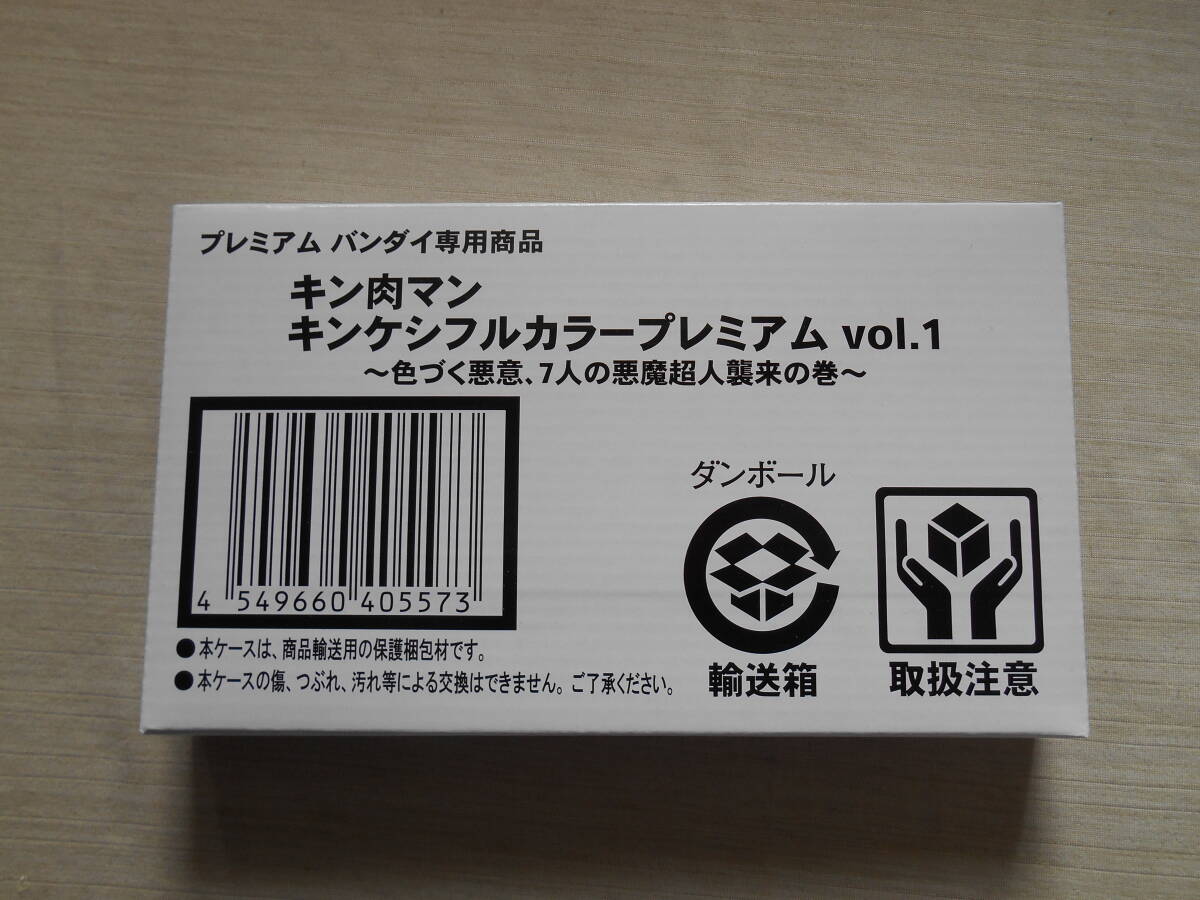 プレミアム バンダイ専用商品
キン肉マン
キンケシフルカラープレミアム vol.1
～色づく悪意、7人の悪魔超人襲来の巻～
4 549660 405573
●本ケースは、商品輸送用の保護梱包材です。
●本ケースの傷、つぶれ、汚れ等による交換はできません。ご了承ください。
ダンボール
輸送箱
取扱注意